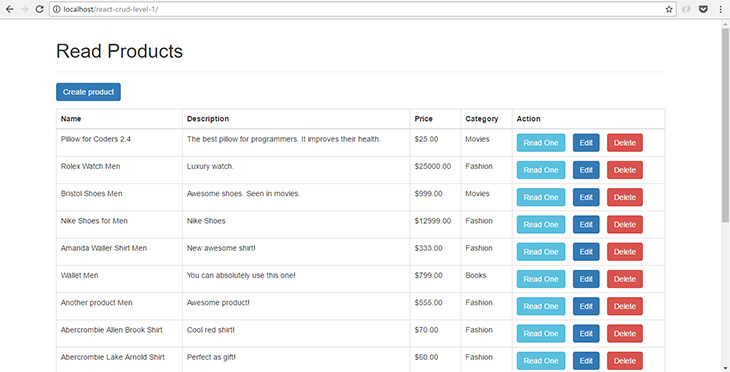 localhost/react-crud-level-1/
Read Products
Create product
Name Description Price Category Action
Pillow for Coders 2.4 The best pillow for programmers. It improves their health. $25.00 Movies Read One Edit Delete
Rolex Watch Men Luxury watch. $25000.00 Fashion Read One Edit Delete
Bristol Shoes Men Awesome shoes. Seen in movies. $999.00 Movies Read One Edit Delete
Nike Shoes for Men Nike Shoes $12999.00 Fashion Read One Edit Delete
Amanda Waller Shirt Men New awesome shirt! $333.00 Fashion Read One Edit Delete
Wallet Men You can absolutely use this one! $799.00 Books Read One Edit Delete
Another product Men Awesome product! $555.00 Fashion Read One Edit Delete
Abercrombie Allen Brook Shirt Cool red shirt! $70.00 Fashion Read One Edit Delete
Abercrombie Lake Arnold Shirt Perfect as gift! $60.00 Fashion Read One Edit Delete